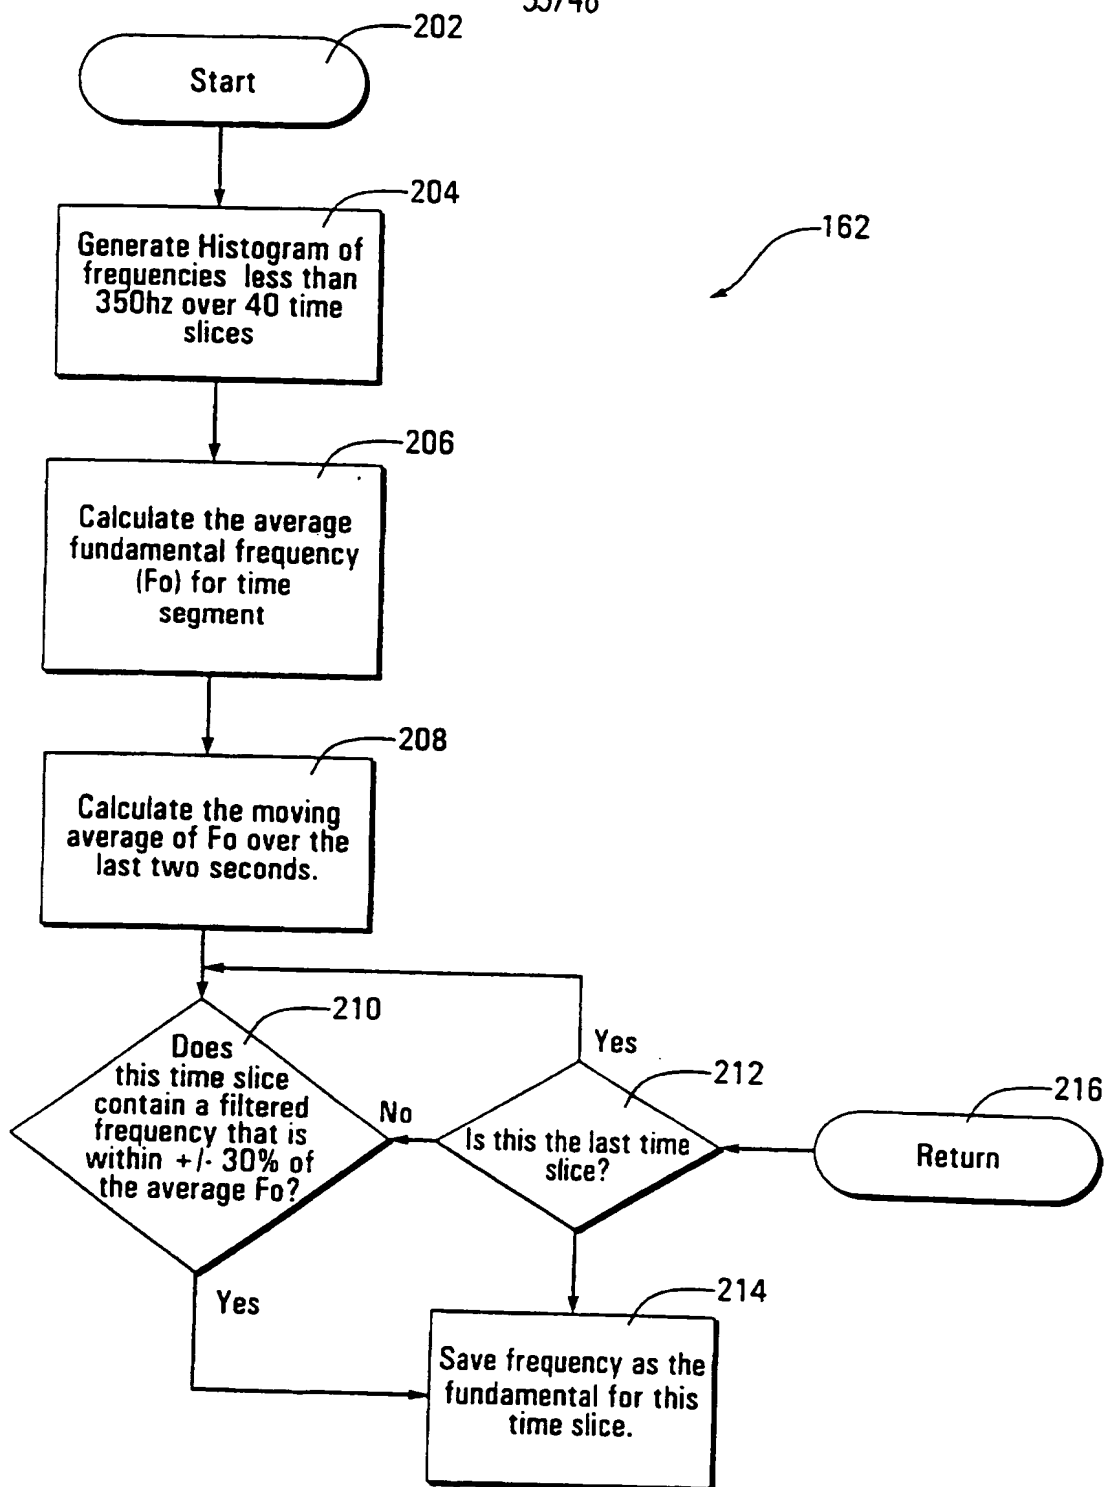 202
Start
204
Generate Histogram of
frequencies less than
350hz over 40 time
slices
162
206
Calculate the average
fundamental frequency
(Fo) for time
segment
208
Calculate the moving
average of Fo over the
last two seconds.
210
Does
this time slice
contain a filtered
frequency that is
within +/- 30% of
the average Fo?
No
Yes
212
Is this the last time
slice?
Yes
216
Return
214
Save frequency as the
fundamental for this
time slice.